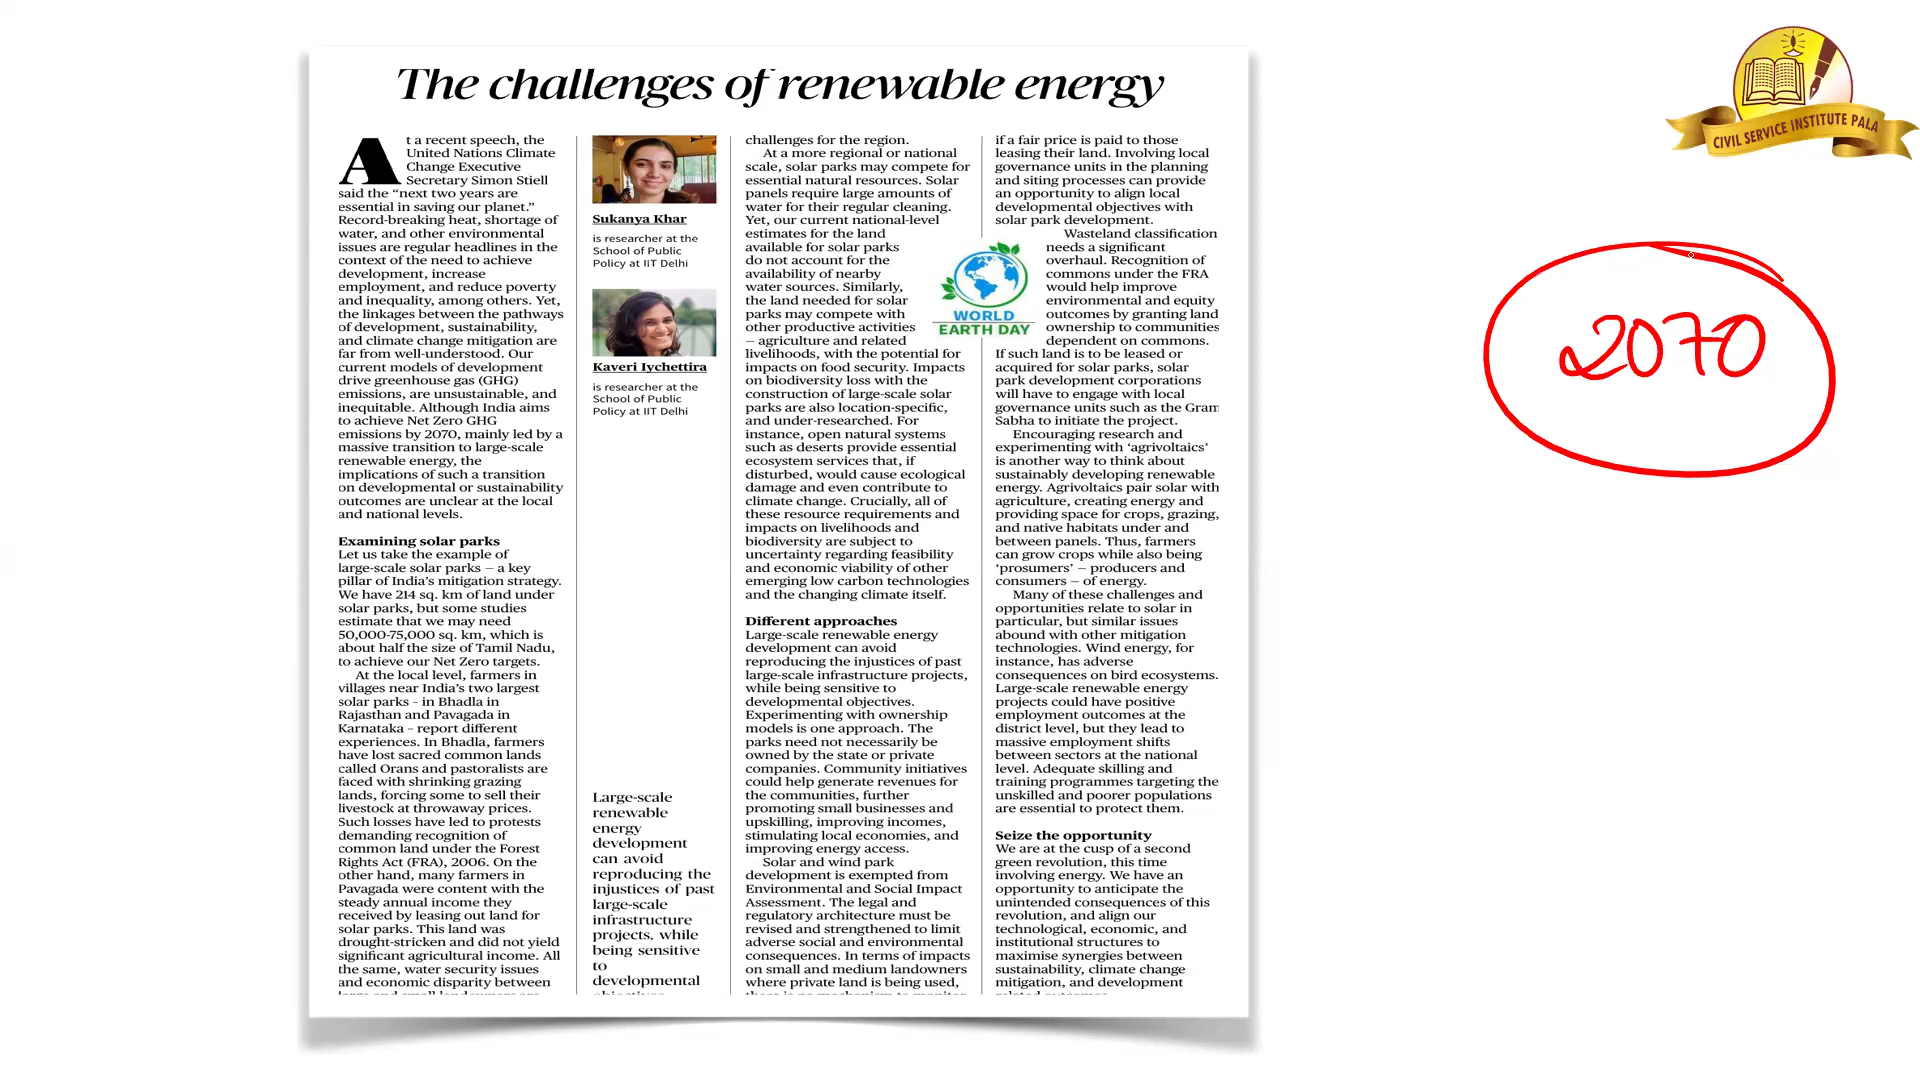 The challenges of renewable energy
At a recent speech, the
United Nations Climate
Change Executive
Secretary Simon Stiell
said the “next two years are
essential in saving our planet.”
Record-breaking heat, shortage of
water, and other environmental
issues are regular headlines in the
context of the need to achieve
development, increase
employment, and reduce poverty
and inequality, among others. Yet,
the linkages between the pathways
of development, sustainability,
and climate change mitigation are
far from well-understood. Our
current models of development
drive greenhouse gas (GHG)
emissions, are unsustainable, and
inequitable. Although India aims
to achieve Net Zero GHG
emissions by 2070, mainly led by a
massive transition to large-scale
renewable energy, the
implications of such a transition
on developmental or sustainability
outcomes are unclear at the local
and national levels.
Examining solar parks
Let us take the example of
large-scale solar parks — a key
pillar of India’s mitigation strategy.
We have 214 sq. km of land under
solar parks, but some studies
estimate that we may need
50,000-75,000 sq. km, which is
about half the size of Tamil Nadu,
to achieve our Net Zero targets.
At the local level, farmers in
villages near India’s two largest
solar parks - in Bhadla in
Rajasthan and Pavagada in
Karnataka - report different
experiences. In Bhadla, farmers
have lost sacred common lands
called Orans and pastoralists are
faced with shrinking grazing
lands, forcing some to sell their
livestock at throwaway prices.
Such losses have led to protests
demanding recognition of
common land under the Forest
Rights Act (FRA), 2006. On the
other hand, many farmers in
Pavagada were content with the
steady annual income they
received by leasing out land for
solar parks. This land was
drought-stricken and did not yield
significant agricultural income. All
the same, water security issues
and economic disparity between
Sukanya Khar
is researcher at the
School of Public
Policy at IIT Delhi
Kaveri Iychettira
is researcher at the
School of Public
Policy at IIT Delhi
Large-scale
renewable
energy
development
can avoid
reproducing the
injustices of past
large-scale
infrastructure
projects, while
being sensitive
to
developmental
challenges for the region.
At a more regional or national
scale, solar parks may compete for
essential natural resources. Solar
panels require large amounts of
water for their regular cleaning.
Yet, our current national-level
estimates for the land
available for solar parks
do not account for the
availability of nearby
water sources. Similarly,
the land needed for solar
parks may compete with
other productive activities
— agriculture and related
livelihoods, with the potential for
impacts on food security. Impacts
on biodiversity loss with the
construction of large-scale solar
parks are also location-specific,
and under-researched. For
instance, open natural systems
such as deserts provide essential
ecosystem services that, if
disturbed, would cause ecological
damage and even contribute to
climate change. Crucially, all of
these resource requirements and
impacts on livelihoods and
biodiversity are subject to
uncertainty regarding feasibility
and economic viability of other
emerging low carbon technologies
and the changing climate itself.
Different approaches
Large-scale renewable energy
development can avoid
reproducing the injustices of past
large-scale infrastructure projects,
while being sensitive to
developmental objectives.
Experimenting with ownership
models is one approach. The
parks need not necessarily be
owned by the state or private
companies. Community initiatives
could help generate revenues for
the communities, further
promoting small businesses and
upskilling, improving incomes,
stimulating local economies, and
improving energy access.
Solar and wind park
development is exempted from
Environmental and Social Impact
Assessment. The legal and
regulatory architecture must be
revised and strengthened to limit
adverse social and environmental
consequences. In terms of impacts
on small and medium landowners
where private land is being used,
WORLD
EARTH DAY
if a fair price is paid to those
leasing their land. Involving local
governance units in the planning
and siting processes can provide
an opportunity to align local
developmental objectives with
solar park development.
Wasteland classification
needs a significant
overhaul. Recognition of
commons under the FRA
would help improve
environmental and equity
outcomes by granting land
ownership to communities
dependent on commons.
If such land is to be leased or
acquired for solar parks, solar
park development corporations
will have to engage with local
governance units such as the Gram
Sabha to initiate the project.
Encouraging research and
experimenting with ‘agrivoltaics’
is another way to think about
sustainably developing renewable
energy. Agrivoltaics pair solar with
agriculture, creating energy and
providing space for crops, grazing,
and native habitats under and
between panels. Thus, farmers
can grow crops while also being
‘prosumers’ — producers and
consumers — of energy.
Many of these challenges and
opportunities relate to solar in
particular, but similar issues
abound with other mitigation
technologies. Wind energy, for
instance, has adverse
consequences on bird ecosystems.
Large-scale renewable energy
projects could have positive
employment outcomes at the
district level, but they lead to
massive employment shifts
between sectors at the national
level. Adequate skilling and
training programmes targeting the
unskilled and poorer populations
are essential to protect them.
Seize the opportunity
We are at the cusp of a second
green revolution, this time
involving energy. We have an
opportunity to anticipate the
unintended consequences of this
revolution, and align our
technological, economic, and
institutional structures to
maximise synergies between
sustainability, climate change
mitigation, and development
CIVIL SERVICE INSTITUTE PALA
2070